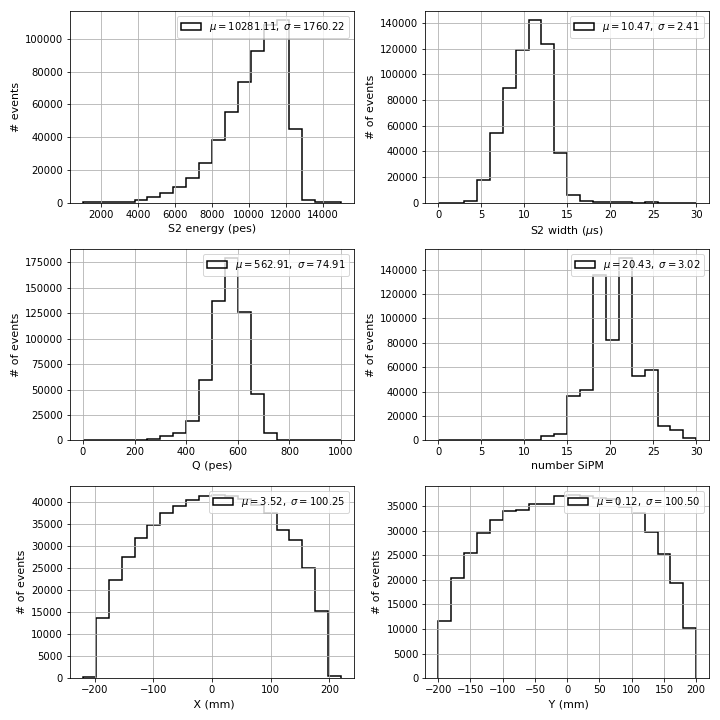 μ = 10281.11, σ = 1760.22
100000
80000
60000
40000
20000
0
# events
2000 4000 6000 8000 10000 12000 14000
S2 energy (pes)
μ = 10.47, σ = 2.41
140000
120000
100000
80000
60000
40000
20000
0
# of events
0 5 10 15 20 25 30
S2 width (μs)
μ = 562.91, σ = 74.91
175000
150000
125000
100000
75000
50000
25000
0
# of events
0 200 400 600 800 1000
Q (pes)
μ = 20.43, σ = 3.02
140000
120000
100000
80000
60000
40000
20000
0
# of events
0 5 10 15 20 25 30
number SiPM
μ = 3.52, σ = 100.25
40000
35000
30000
25000
20000
15000
10000
5000
0
# of events
−200 −100 0 100 200
X (mm)
μ = 0.12, σ = 100.50
35000
30000
25000
20000
15000
10000
5000
0
# of events
−200 −150 −100 −50 0 50 100 150 200
Y (mm)